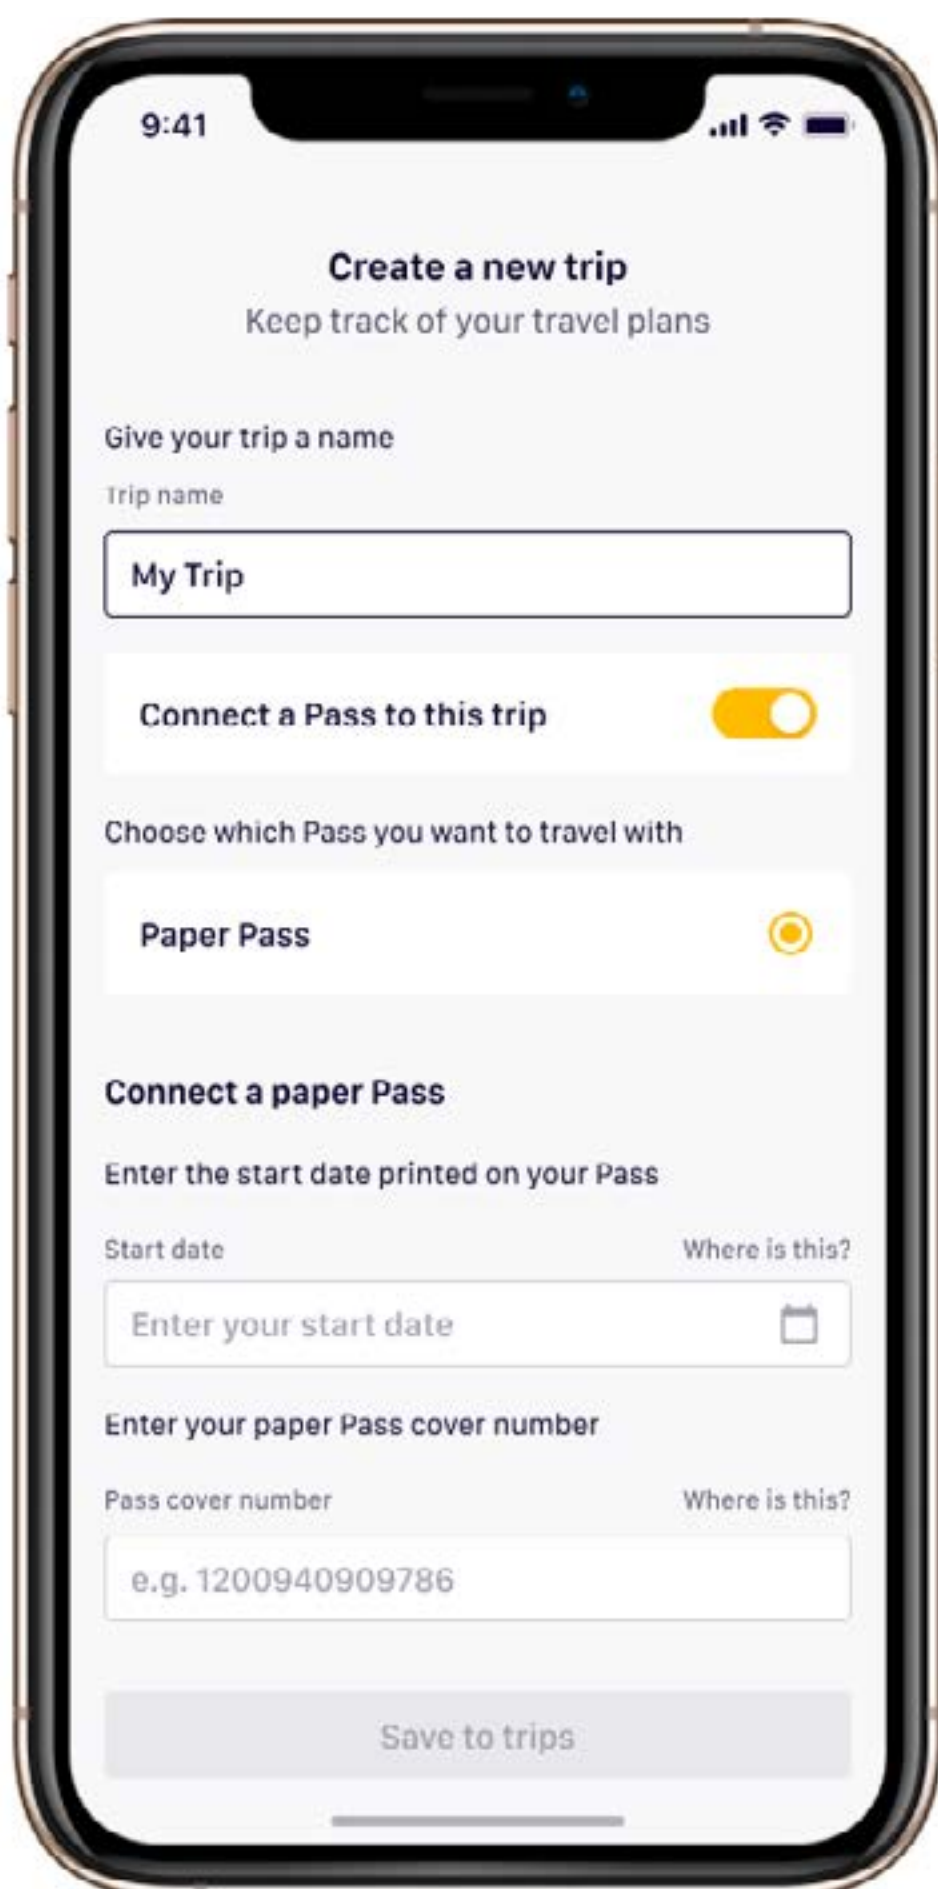 9:41
Create a new trip
Keep track of your travel plans
Give your trip a name
Trip name
My Trip
Connect a Pass to this trip
Choose which Pass you want to travel with
Paper Pass
Connect a paper Pass
Enter the start date printed on your Pass
Start date Where is this?
Enter your start date
Enter your paper Pass cover number
Pass cover number Where is this?
e.g. 1200940909786
Save to trips